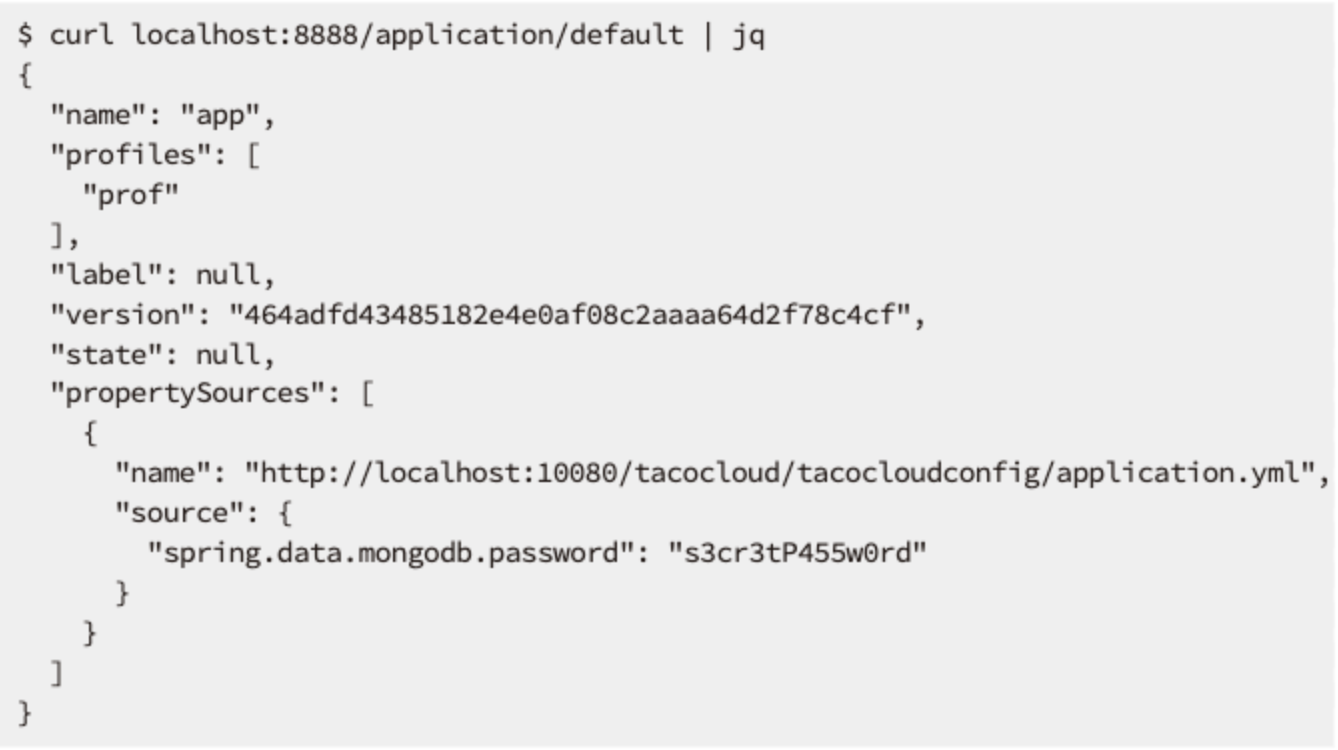 $ curl localhost:8888/application/default | jq
{
  "name": "app",
  "profiles": [
    "prof"
  ],
  "label": null,
  "version": "464adfd43485182e4e0af08c2aaaa64d2f78c4cf",
  "state": null,
  "propertySources": [
    {
      "name": "http://localhost:10080/tacocloud/tacocloudconfig/application.yml",
      "source": {
        "spring.data.mongodb.password": "s3cr3tP455w0rd"
      }
    }
  ]
}